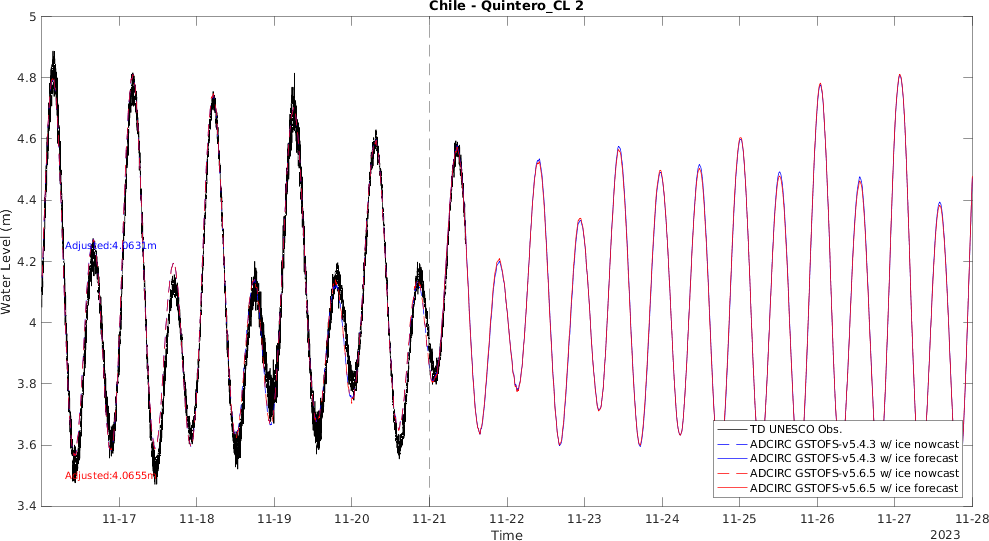 Chile - Quintero_CL 2
5
4.8
4.6
4.4
4.2
4
3.8
3.6
3.4
Water Level (m)
Adjusted:4.0631m
Adjusted:4.0655m
TD UNESCO Obs.
ADCIRC GSTOFS-v5.4.3 w/ ice nowcast
ADCIRC GSTOFS-v5.4.3 w/ ice forecast
ADCIRC GSTOFS-v5.6.5 w/ ice nowcast
ADCIRC GSTOFS-v5.6.5 w/ ice forecast
11-17 11-18 11-19 11-20 11-21 11-22 11-23 11-24 11-25 11-26 11-27 11-28
Time
2023